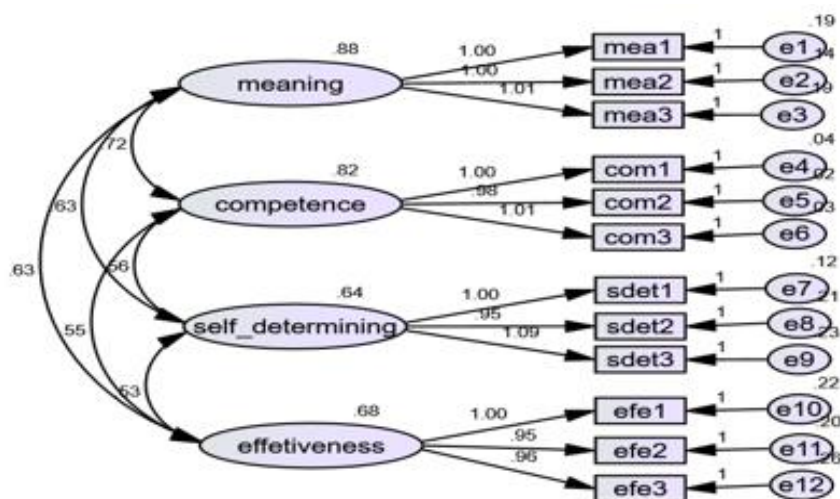 .19
.88 1.00 mea1 1 e1
.14
meaning 1.00 mea2 1 e2
.19
1.01 mea3 1 e3
.72
.04
.82 1.00 com1 1 e4
.02
.63 competence .98 com2 1 e5
.03
1.01 com3 1 e6
.63 .56
.12
.64 1.00 sdet1 1 e7
.21
.55 self_determining .95 sdet2 1 e8
.23
1.09 sdet3 1 e9
.53
.22
.68 1.00 efe1 1 e10
.20
effetiveness .95 efe2 1 e11
.96 efe3 1 e12